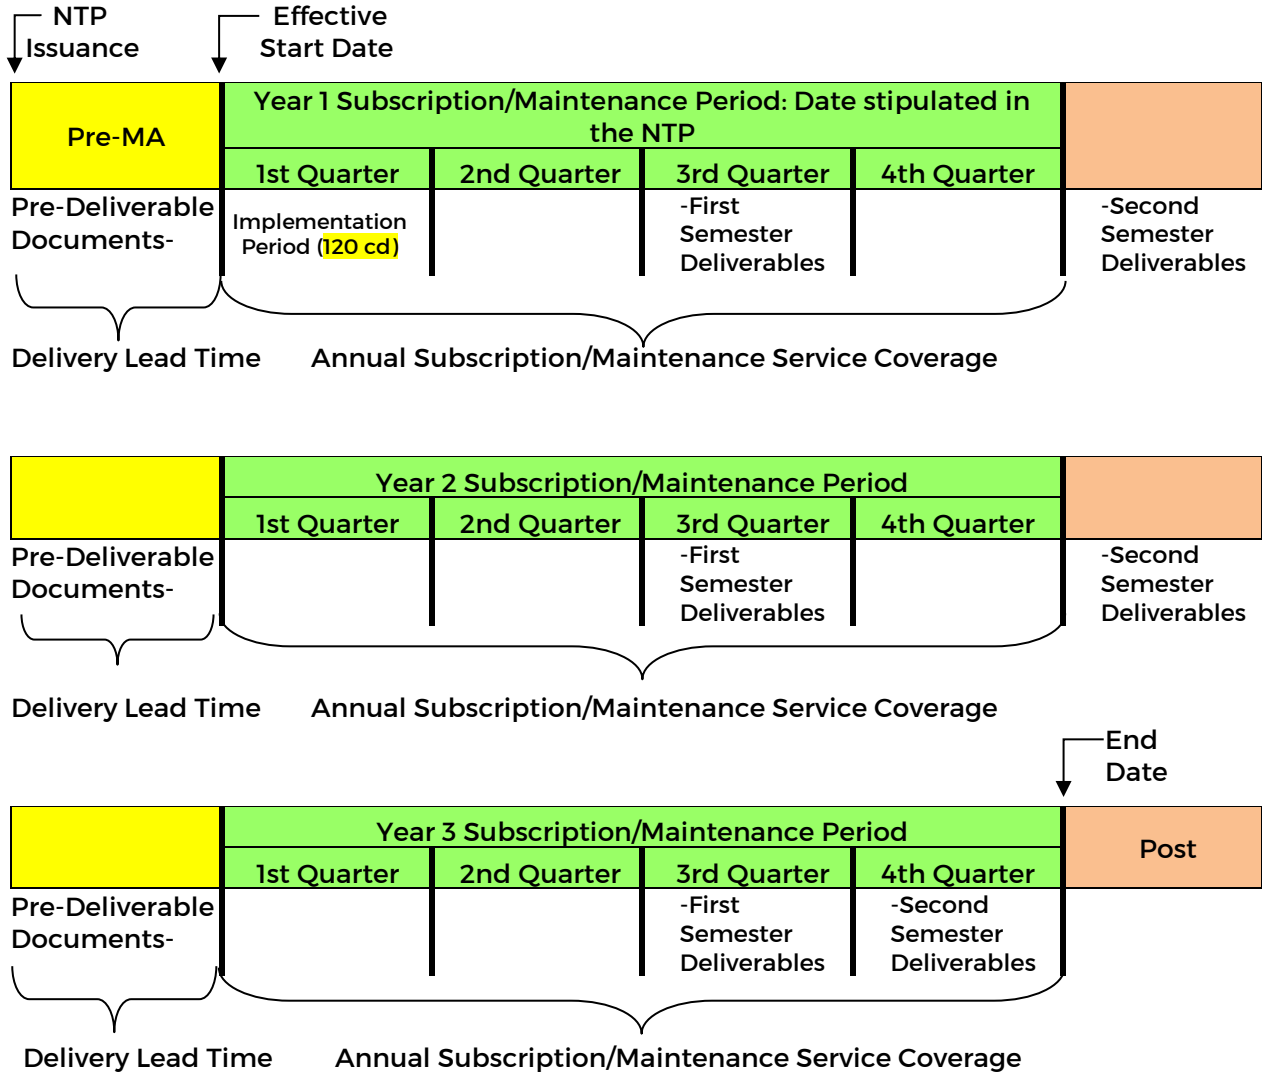 NTP
Issuance
Effective
Start Date
Pre-MA
Year 1 Subscription/Maintenance Period: Date stipulated in
the NTP
1st Quarter
2nd Quarter
3rd Quarter
4th Quarter
Pre-Deliverable
Documents-
Implementation
Period (120 cd)
-First
Semester
Deliverables
-Second
Semester
Deliverables
Delivery Lead Time
Annual Subscription/Maintenance Service Coverage
Year 2 Subscription/Maintenance Period
1st Quarter
2nd Quarter
3rd Quarter
4th Quarter
Pre-Deliverable
Documents-
-First
Semester
Deliverables
-Second
Semester
Deliverables
Delivery Lead Time
Annual Subscription/Maintenance Service Coverage
End
Date
Year 3 Subscription/Maintenance Period
Post
1st Quarter
2nd Quarter
3rd Quarter
4th Quarter
Pre-Deliverable
Documents-
-First
Semester
Deliverables
-Second
Semester
Deliverables
Delivery Lead Time
Annual Subscription/Maintenance Service Coverage